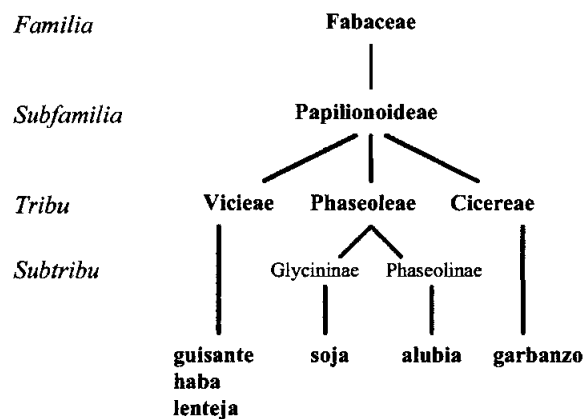 Familia Fabaceae
Subfamilia Papilionoideae
Tribu Vicieae Phaseoleae Cicereae
Subtribu Glycininae Phaseolinae
guisante soja alubia garbanzo
haba
lenteja